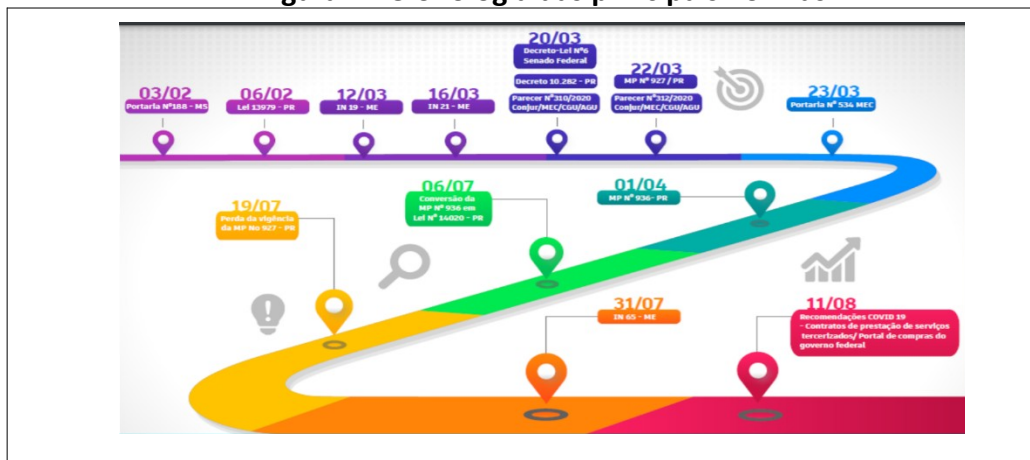 03/02
Portaria Nº188 - MS
06/02
Lei 13979 - PR
12/03
IN 19 - ME
16/03
IN 21 - ME
20/03
Decreto-Lei Nº6
Senado Federal
Decreto 10.282 - PR
Parecer Nº310/2020
Conjur/MEC/CGU/AGU
22/03
MP Nº 927 / PR
Parecer Nº312/2020
Conjur/MEC/CGU/AGU
23/03
Portaria Nº 534 MEC
01/04
MP Nº 936- PR
06/07
Conversão da
MP Nº 936 em
Lei Nº 14020 - PR
19/07
Perda da vigência
da MP No 927 - PR
31/07
IN 65 - ME
11/08
Recomendações COVID 19
- Contratos de prestação de serviços
terceirizados/ Portal de compras do
governo federal